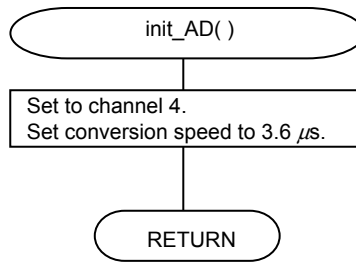 init_AD( )
Set to channel 4.
Set conversion speed to 3.6 μs.
RETURN